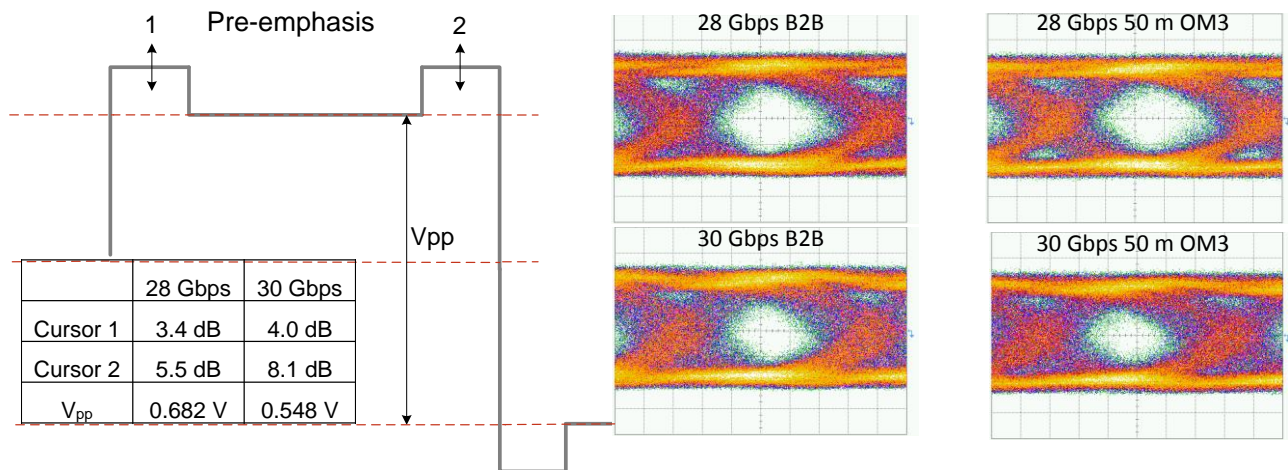 1
Pre-emphasis
2
Vpp
28 Gbps 30 Gbps
Cursor 1 3.4 dB 4.0 dB
Cursor 2 5.5 dB 8.1 dB
Vpp 0.682 V 0.548 V
28 Gbps B2B
28 Gbps 50 m OM3
30 Gbps B2B
30 Gbps 50 m OM3